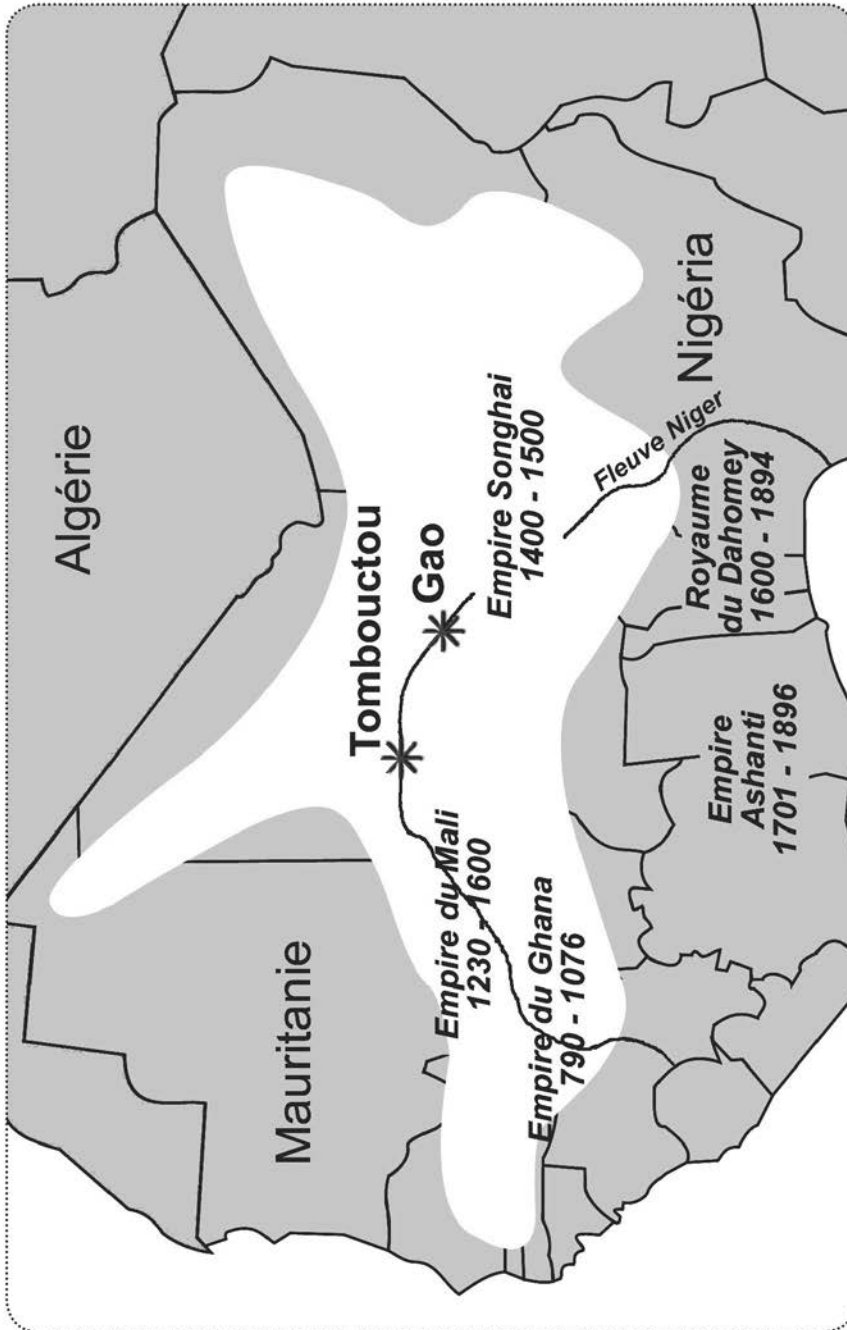 Algérie
Mauritanie
Tombouctou
Gao
Empire du Mali
1230 - 1600
Empire Songhai
1400 - 1500
Empire du Ghana
790 - 1076
Fleuve Niger
Nigéria
Royaume
du Dahomey
1600 - 1894
Empire
Ashanti
1701 - 1896